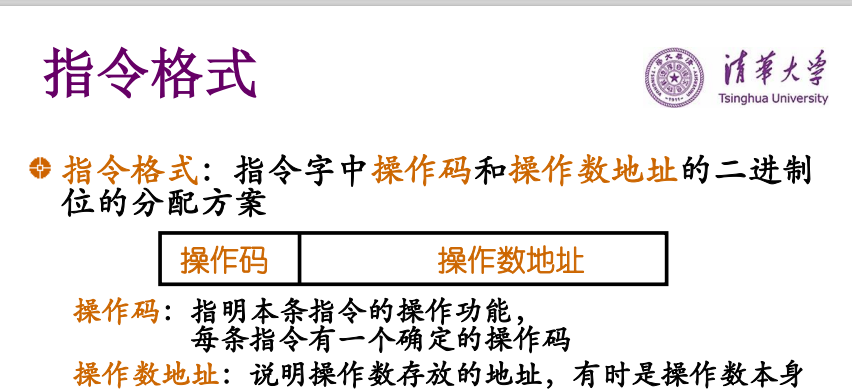 指令格式
清華大学
Tsinghua University
指令格式：指令字中操作码和操作数地址的二进制
位的分配方案
操作码 操作数地址
操作码：指明本条指令的操作功能，
每条指令有一个确定的操作码
操作数地址：说明操作数存放的地址，有时是操作数本身